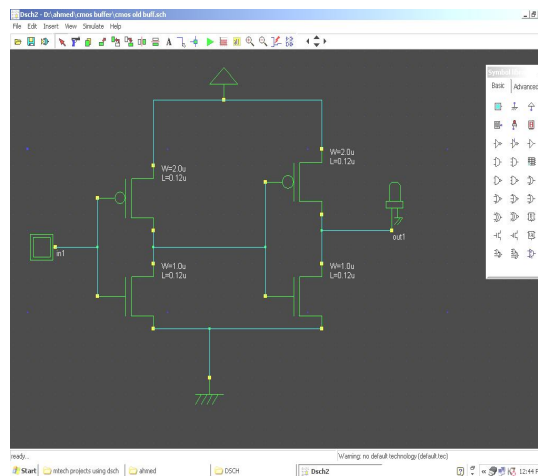 Dsch2 - D:\ahmed\cmos buffer\cmos old buff.sch
File Edit Insert View Simulate Help
Basic Advanced
W=2.0u
L=0.12u
W=2.0u
L=0.12u
in1
out1
W=1.0u
L=0.12u
W=1.0u
L=0.12u
ready...
Warning: no default technology (default.tec)
Start mtech projects using dsch ahmed DSCH Dsch2 12:44